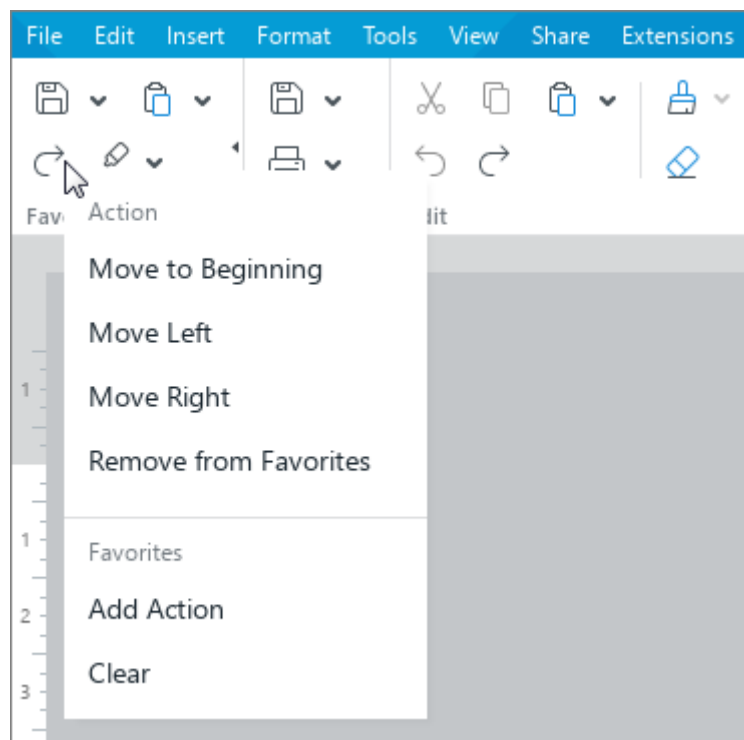 File Edit Insert Format Tools View Share Extensions
Action
Move to Beginning
Move Left
Move Right
Remove from Favorites
Favorites
Add Action
Clear
1
1
2
3